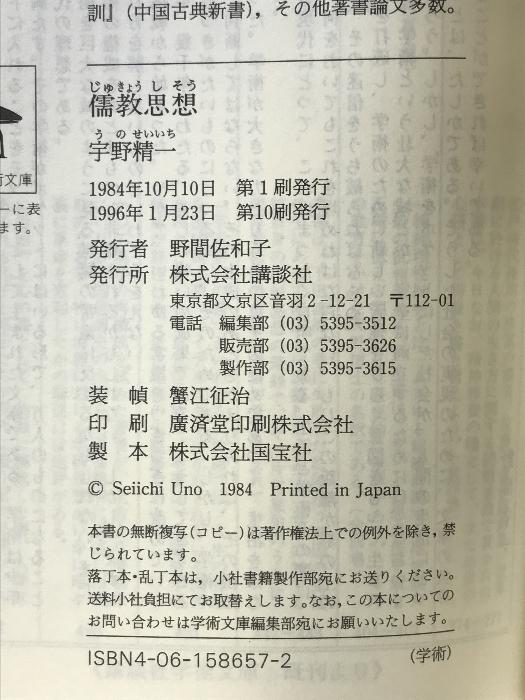 訓』（中国古典新書），その他著書論文多数。
じゅきょう し そう
儒教思想
う の せいいち
宇野精一
1984年10月10日　第１刷発行
1996年１月23日　第10刷発行
発行者　野間佐和子
発行所　株式会社講談社
東京都文京区音羽２-12-21　〒112-01
電話　編集部（03）5395-3512
販売部（03）5395-3626
製作部（03）5395-3615
装　幀　蟹江征治
印　刷　廣済堂印刷株式会社
製　本　株式会社国宝社
© Seiichi Uno　1984　Printed in Japan
本書の無断複写（コピー）は著作権法上での例外を除き，禁
じられています。
落丁本・乱丁本は，小社書籍製作部宛にお送りください。
送料小社負担にてお取替えします。なお，この本についての
お問い合わせは学術文庫編集部宛にお願いいたします。
ISBN4-06-158657-2
（学術）
術文庫
ーに表
ます。